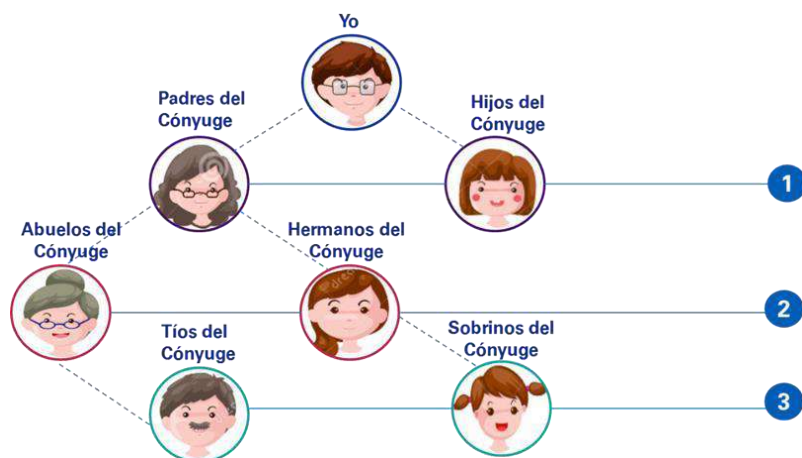 Yo
Padres del
Cónyuge
Hijos del
Cónyuge
1
Abuelos del
Cónyuge
Hermanos del
Cónyuge
2
Tíos del
Cónyuge
Sobrinos del
Cónyuge
3